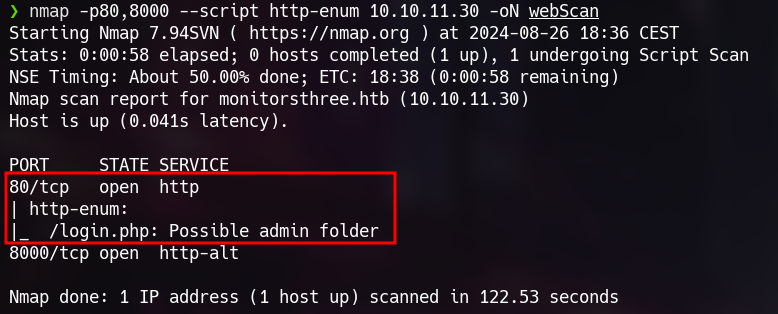 ❯ nmap -p80,8000 --script http-enum 10.10.11.30 -oN webScan
Starting Nmap 7.94SVN ( https://nmap.org ) at 2024-08-26 18:36 CEST
Stats: 0:00:58 elapsed; 0 hosts completed (1 up), 1 undergoing Script Scan
NSE Timing: About 50.00% done; ETC: 18:38 (0:00:58 remaining)
Nmap scan report for monitorsthree.htb (10.10.11.30)
Host is up (0.041s latency).
PORT     STATE SERVICE
80/tcp   open  http
| http-enum:
|_  /login.php: Possible admin folder
8000/tcp open  http-alt
Nmap done: 1 IP address (1 host up) scanned in 122.53 seconds